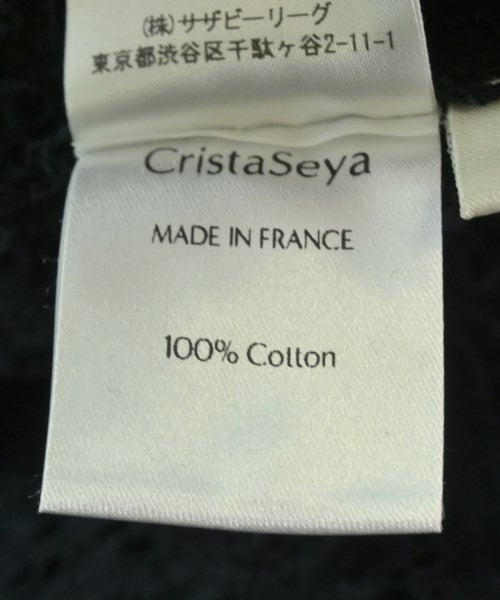 (株)サザビーリーグ
東京都渋谷区千駄ヶ谷2-11-1
CristaSeya
MADE IN FRANCE
100% Cotton